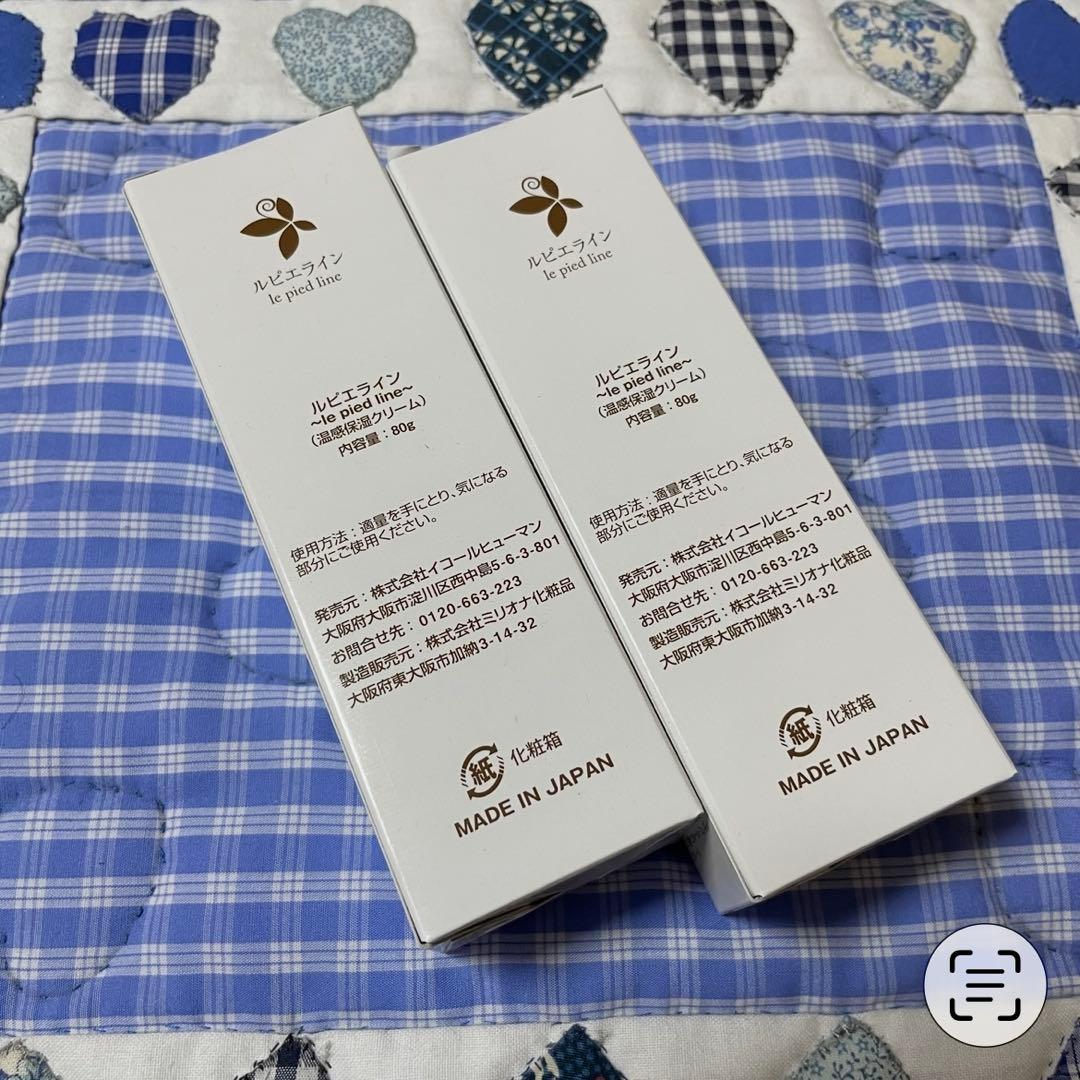 ルピエライン
le pied line
ルピエライン
~le pied line~
(温感保湿クリーム)
内容量：80g
使用方法：適量を手にとり、気になる
部分にご使用ください。
発売元：株式会社イコールヒューマン
大阪府大阪市淀川区西中島5-6-3-801
お問合せ先：0120-663-223
製造販売元：株式会社ミリオナ化粧品
大阪府東大阪市加納3-14-32
紙 化粧箱
MADE IN JAPAN
ルピエライン
le pied line
ルピエライン
~le pied line~
(温感保湿クリーム)
内容量：80g
使用方法：適量を手にとり、気になる
部分にご使用ください。
発売元：株式会社イコールヒューマン
大阪府大阪市淀川区西中島5-6-3-801
お問合せ先：0120-663-223
製造販売元：株式会社ミリオナ化粧品
大阪府東大阪市加納3-14-32
紙 化粧箱
MADE IN JAPAN